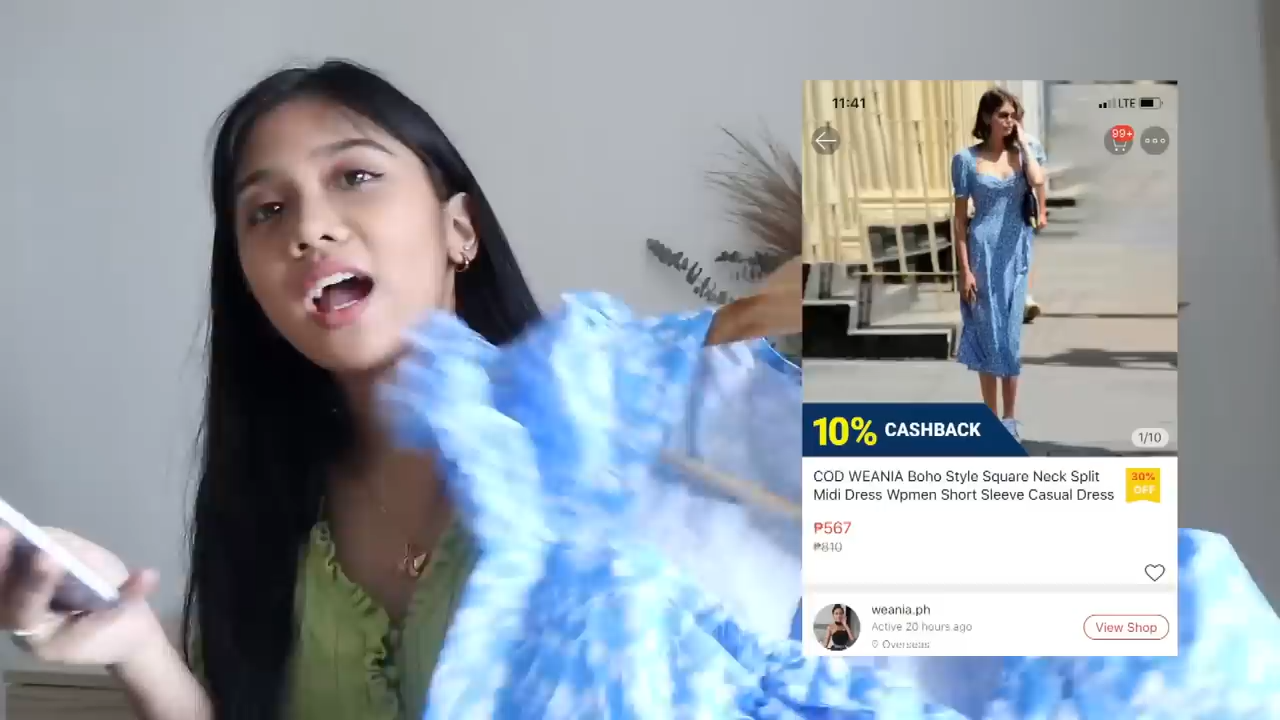 11:41
LTE
99+
10% CASHBACK
1/10
COD WEANIA Boho Style Square Neck Split
Midi Dress Wpmen Short Sleeve Casual Dress
30%
OFF
₱567
₱810
weania.ph
Active 20 hours ago
Overseas
View Shop